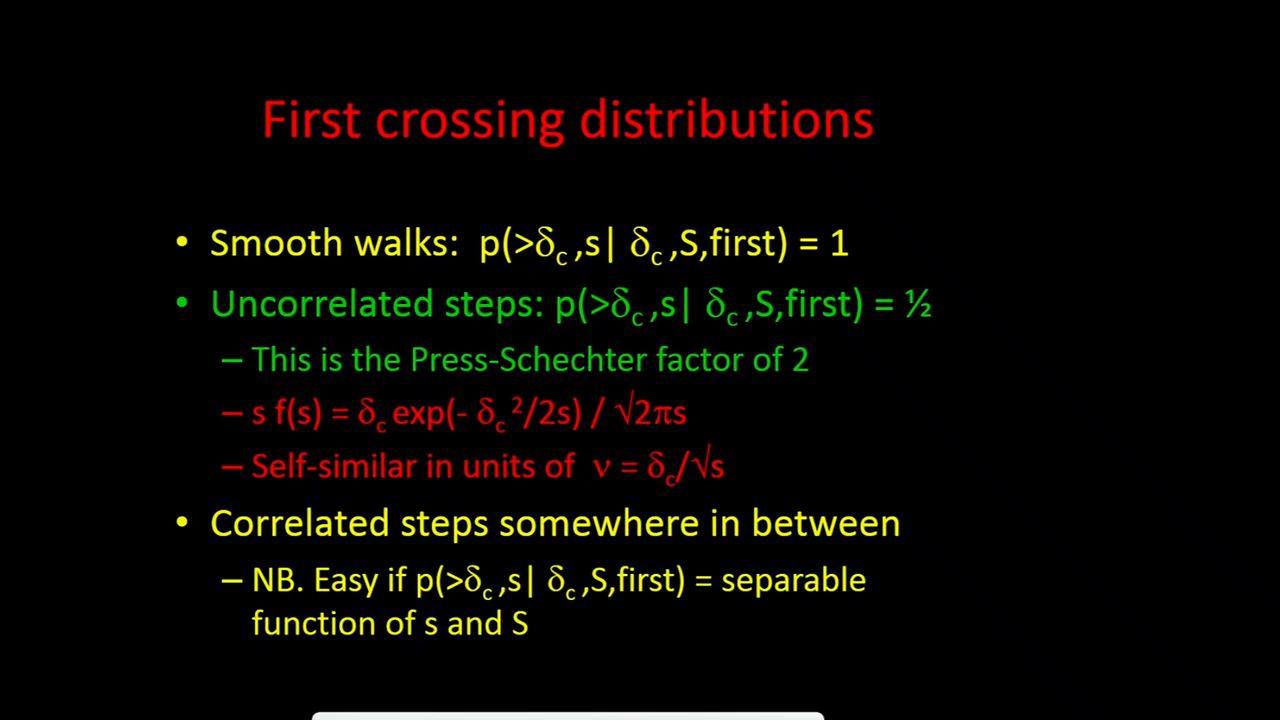 First crossing distributions
• Smooth walks: p(>δc ,s| δc ,S,first) = 1
• Uncorrelated steps: p(>δc ,s| δc ,S,first) = ½
– This is the Press-Schechter factor of 2
– s f(s) = δc exp(- δc ²/2s) / √2πs
– Self-similar in units of ν = δc/√s
• Correlated steps somewhere in between
– NB. Easy if p(>δc ,s| δc ,S,first) = separable
function of s and S